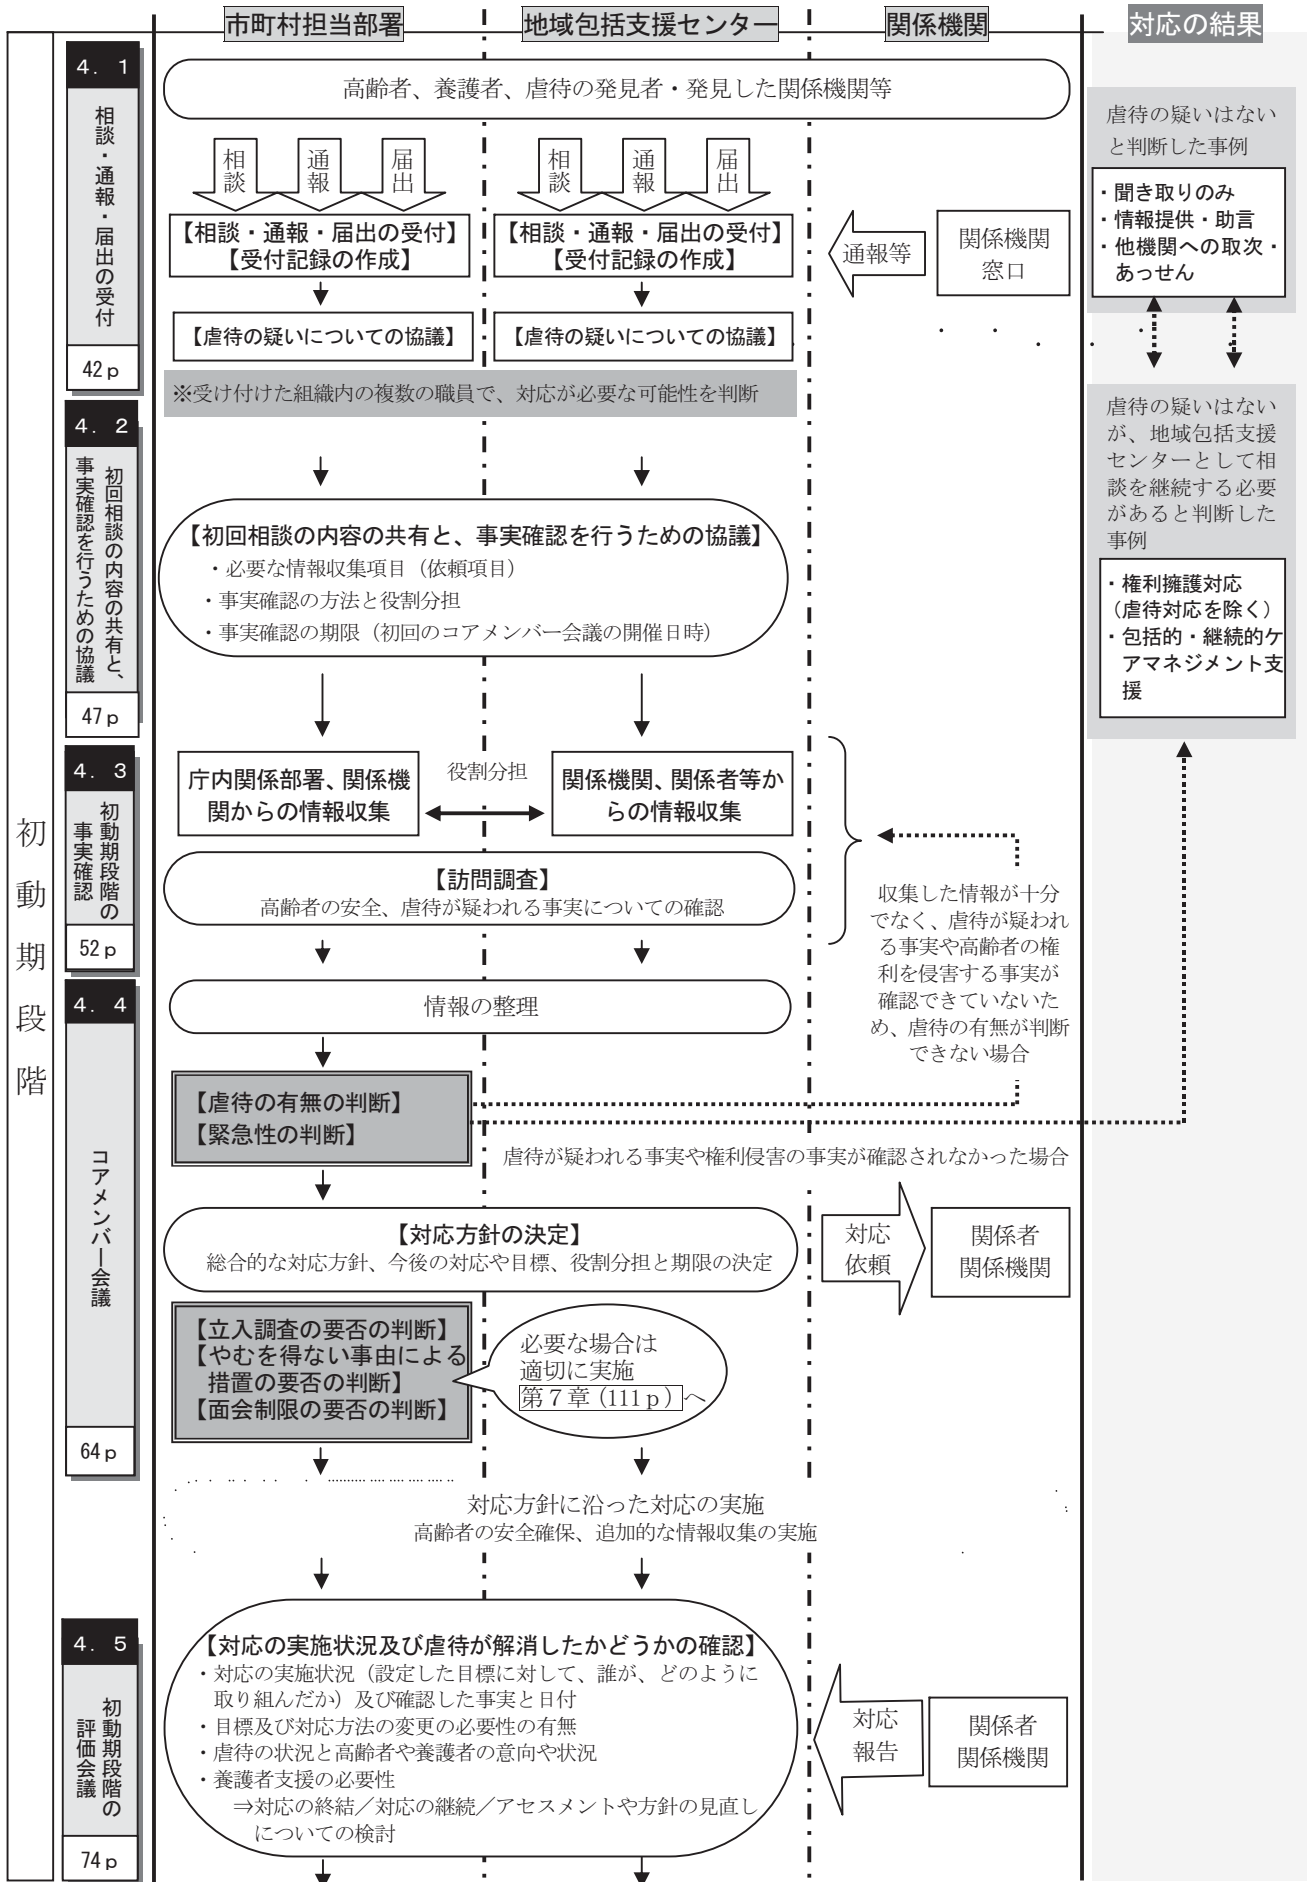 市町村担当部署
地域包括支援センター
関係機関
対応の結果
初動期段階
4．1
相談・通報・届出の受付
42p
高齢者、養護者、虐待の発見者・発見した関係機関等
相談
通報
届出
相談
通報
届出
【相談・通報・届出の受付】
【受付記録の作成】
【相談・通報・届出の受付】
【受付記録の作成】
通報等
関係機関
窓口
【虐待の疑いについての協議】
【虐待の疑いについての協議】
※受け付けた組織内の複数の職員で、対応が必要な可能性を判断
虐待の疑いはない
と判断した事例
・聞き取りのみ
・情報提供・助言
・他機関への取次・
あっせん
4．2
初回相談の内容の共有と、
事実確認を行うための協議
47p
【初回相談の内容の共有と、事実確認を行うための協議】
・必要な情報収集項目（依頼項目）
・事実確認の方法と役割分担
・事実確認の期限（初回のコアメンバー会議の開催日時）
虐待の疑いはない
が、地域包括支援
センターとして相
談を継続する必要
があると判断した
事例
・権利擁護対応
（虐待対応を除く）
・包括的・継続的ケ
アマネジメント支
援
4．3
初動期段階の
事実確認
52p
庁内関係部署、関係機
関からの情報収集
役割分担
関係機関、関係者等か
らの情報収集
【訪問調査】
高齢者の安全、虐待が疑われる事実についての確認
収集した情報が十分
でなく、虐待が疑われ
る事実や高齢者の権
利を侵害する事実が
確認できていないた
め、虐待の有無が判断
できない場合
4．4
コアメンバー会議
64p
情報の整理
【虐待の有無の判断】
【緊急性の判断】
虐待が疑われる事実や権利侵害の事実が確認されなかった場合
【対応方針の決定】
総合的な対応方針、今後の対応や目標、役割分担と期限の決定
対応
依頼
関係者
関係機関
【立入調査の要否の判断】
【やむを得ない事由による
措置の要否の判断】
【面会制限の要否の判断】
必要な場合は
適切に実施
第7章（111p）へ
対応方針に沿った対応の実施
高齢者の安全確保、追加的な情報収集の実施
4．5
初動期段階の
評価会議
74p
【対応の実施状況及び虐待が解消したかどうかの確認】
・対応の実施状況（設定した目標に対して、誰が、どのように
取り組んだか）及び確認した事実と日付
・目標及び対応方法の変更の必要性の有無
・虐待の状況と高齢者や養護者の意向や状況
・養護者支援の必要性
⇒対応の終結／対応の継続／アセスメントや方針の見直し
についての検討
対応
報告
関係者
関係機関